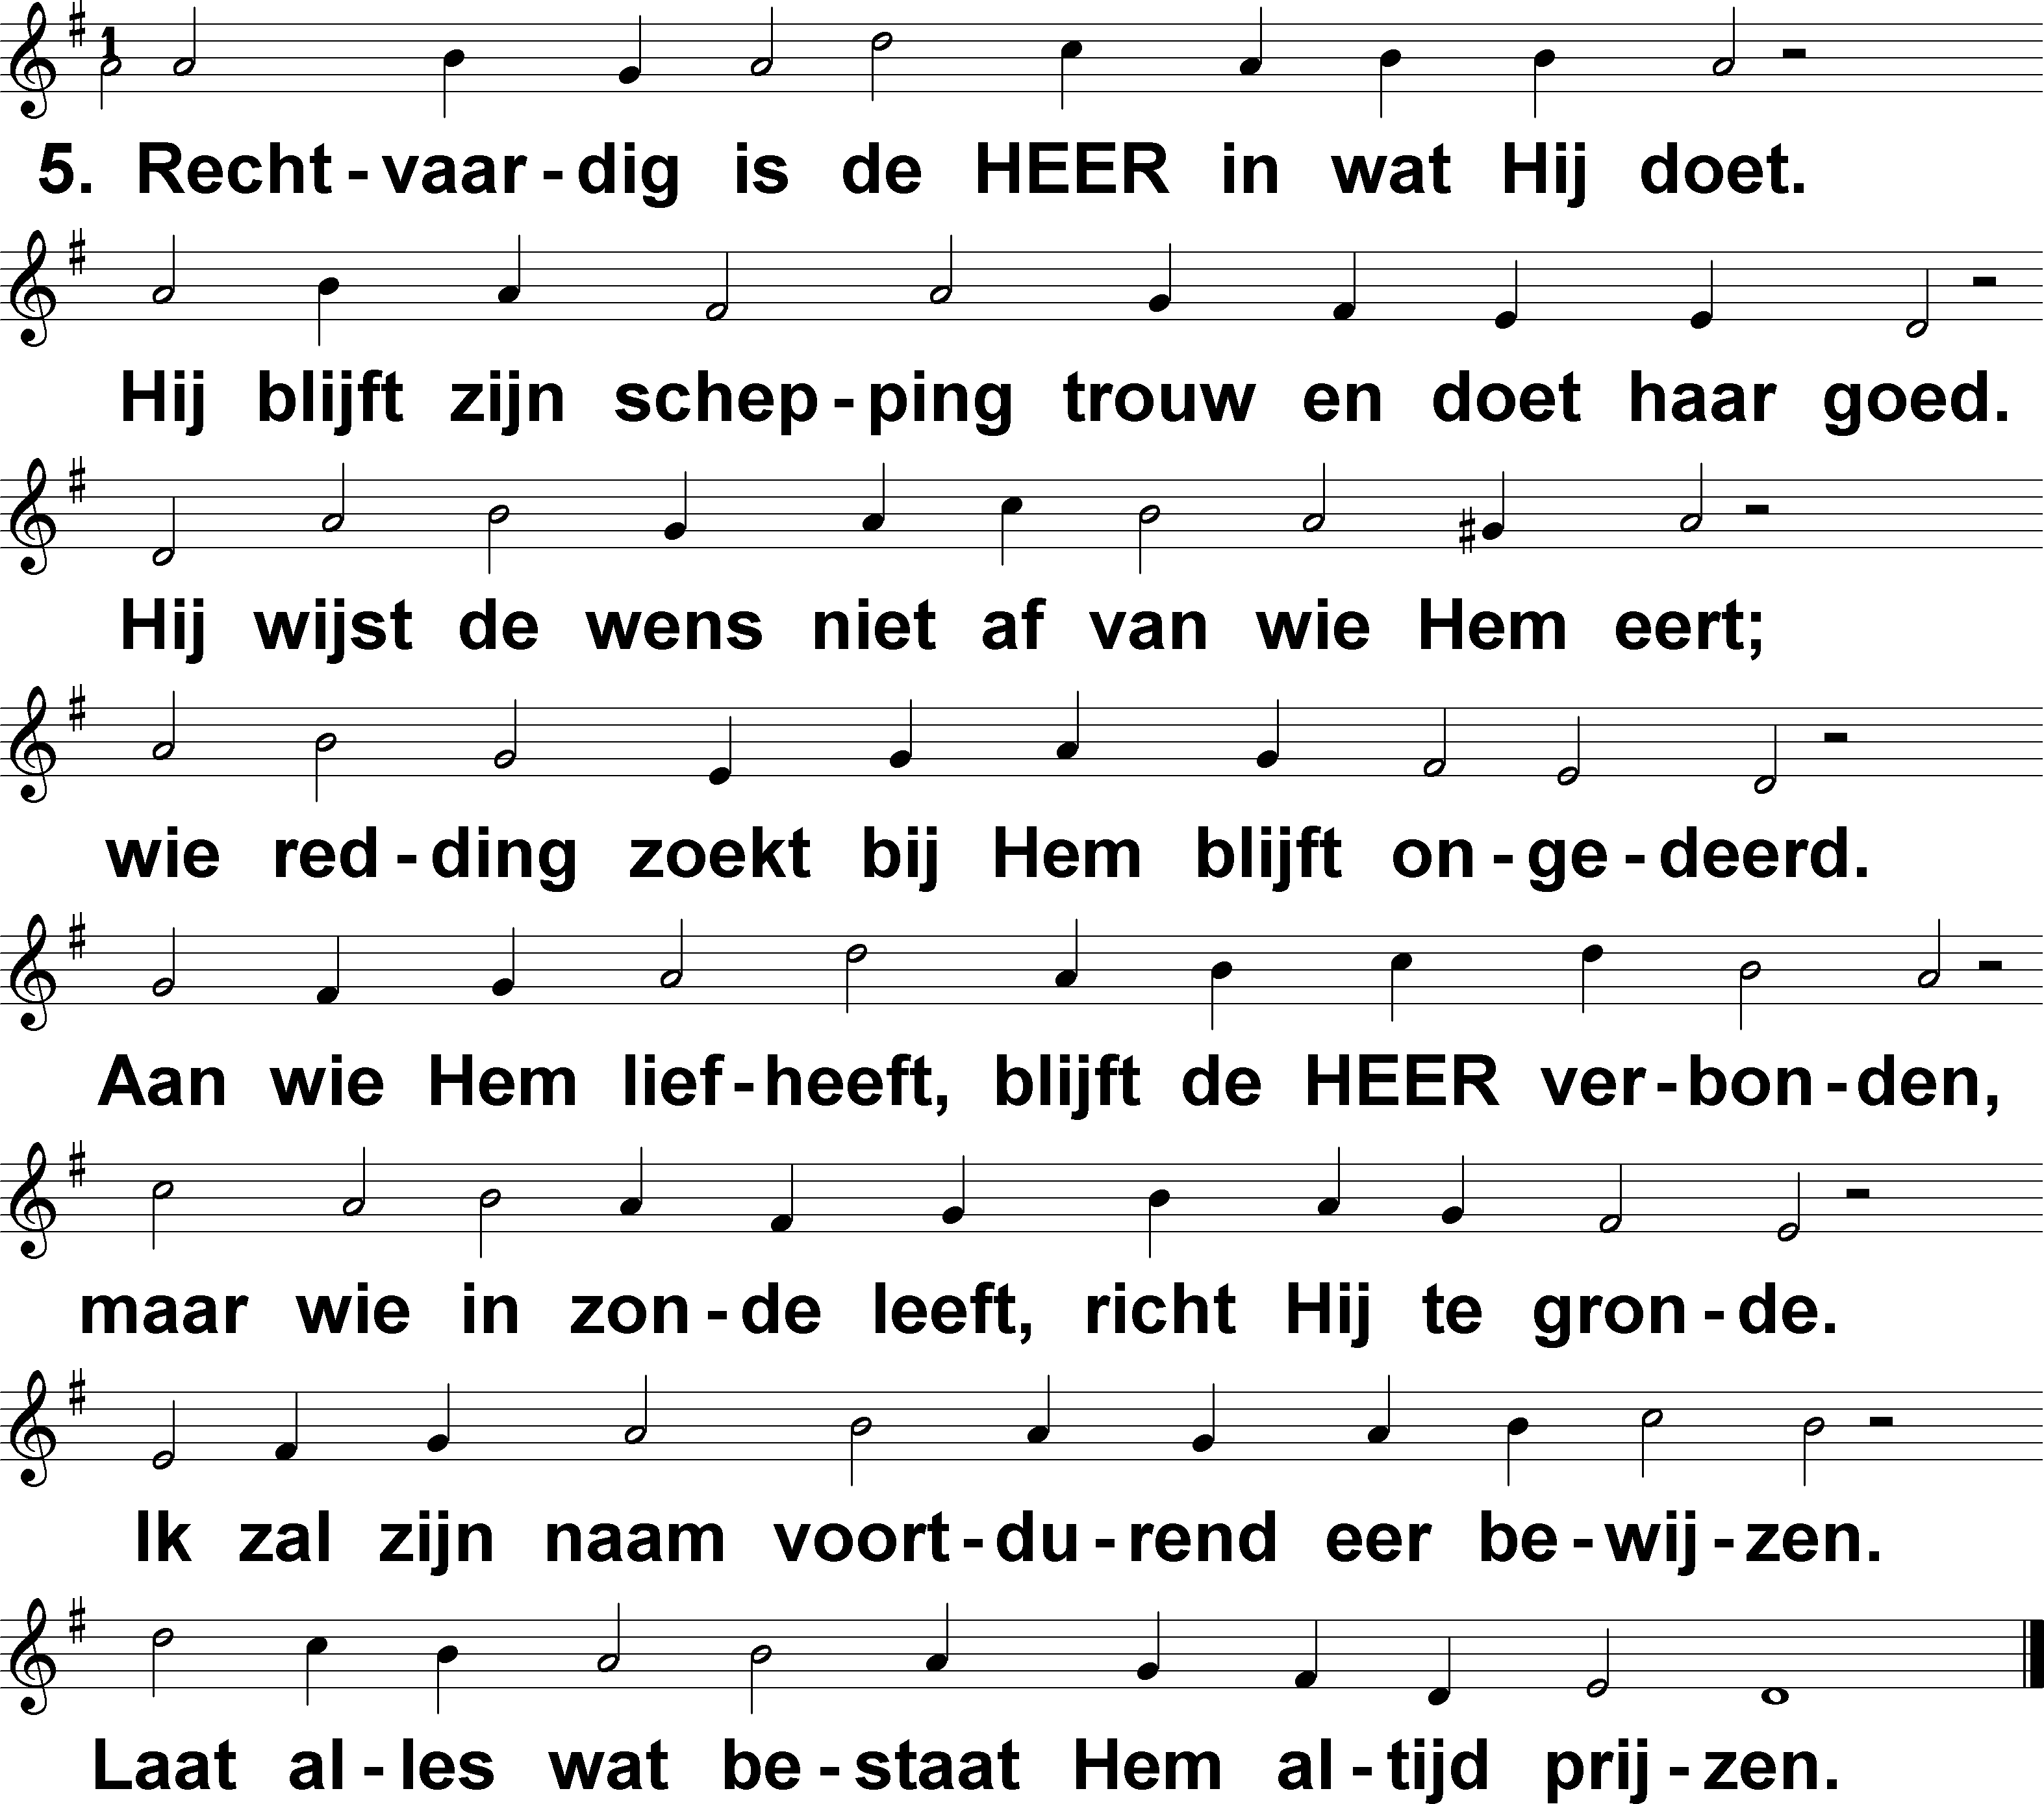 1
5. Recht-vaar-dig is de HEER in wat Hij doet.
Hij blijft zijn schep-ping trouw en doet haar goed.
Hij wijst de wens niet af van wie Hem eert;
wie red-ding zoekt bij Hem blijft on-ge-deerd.
Aan wie Hem lief-heeft, blijft de HEER ver-bon-den,
maar wie in zon-de leeft, richt Hij te gron-de.
Ik zal zijn naam voort-du-rend eer be-wij-zen.
Laat al-les wat be-staat Hem al-tijd prij-zen.